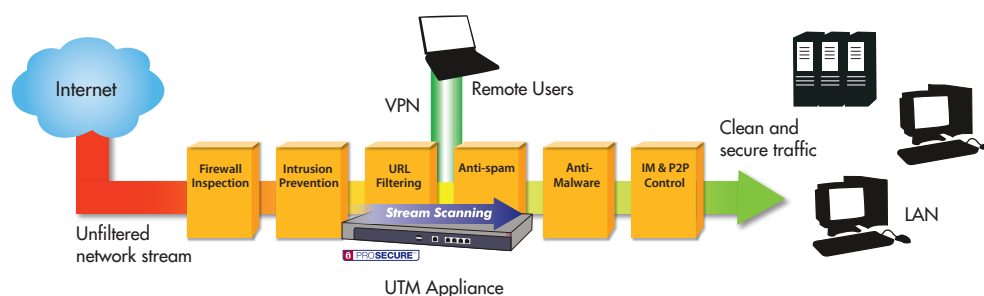 Internet
VPN
Remote Users
Clean and
secure traffic
Firewall
Inspection
Intrusion
Prevention
URL
Filtering
Anti-spam
Anti-
Malware
IM & P2P
Control
Stream Scanning
LAN
Unfiltered
network stream
PROSECURE
UTM Appliance